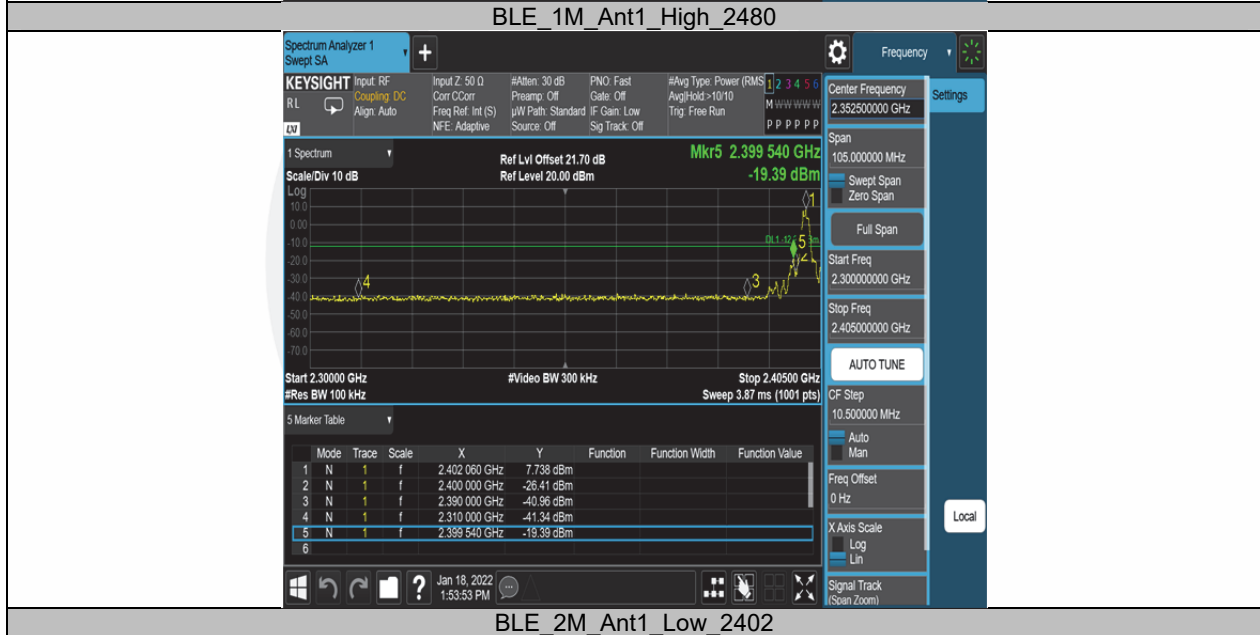 BLE_1M_Ant1_High_2480
Spectrum Analyzer 1
Swept SA
+
Frequency
KEYSIGHT
RL
LXI
Input: RF
Coupling: DC
Align: Auto
Input Z: 50 Ω
Corr CCorr
Freq Ref: Int (S)
NFE: Adaptive
#Atten: 30 dB
Preamp: Off
µW Path: Standard
Source: Off
PNO: Fast
Gate: Off
IF Gain: Low
Sig Track: Off
#Avg Type: Power (RMS
Avg|Hold:>10/10
Trig: Free Run
1 2 3 4 5 6
M W W W W W
P P P P P P
1 Spectrum
Scale/Div 10 dB
Ref Lvl Offset 21.70 dB
Ref Level 20.00 dBm
Mkr5 2.399 540 GHz
-19.39 dBm
Log
10.0
0.00
-10.0
-20.0
-30.0
-40.0
-50.0
-60.0
-70.0
1
5
2
3
4
Start 2.30000 GHz
#Video BW 300 kHz
Stop 2.40500 GHz
#Res BW 100 kHz
Sweep 3.87 ms (1001 pts)
5 Marker Table
Mode Trace Scale X Y Function Function Width Function Value
1 N 1 f 2.402 060 GHz 7.738 dBm
2 N 1 f 2.400 000 GHz -26.41 dBm
3 N 1 f 2.390 000 GHz -40.96 dBm
4 N 1 f 2.310 000 GHz -41.34 dBm
5 N 1 f 2.399 540 GHz -19.39 dBm
6
?
Jan 18, 2022
1:53:53 PM
Center Frequency
2.352500000 GHz
Settings
Span
105.000000 MHz
Swept Span
Zero Span
Full Span
Start Freq
2.300000000 GHz
Stop Freq
2.405000000 GHz
AUTO TUNE
CF Step
10.500000 MHz
Auto
Man
Freq Offset
0 Hz
Local
X Axis Scale
Log
Lin
Signal Track
(Span Zoom)
BLE_2M_Ant1_Low_2402